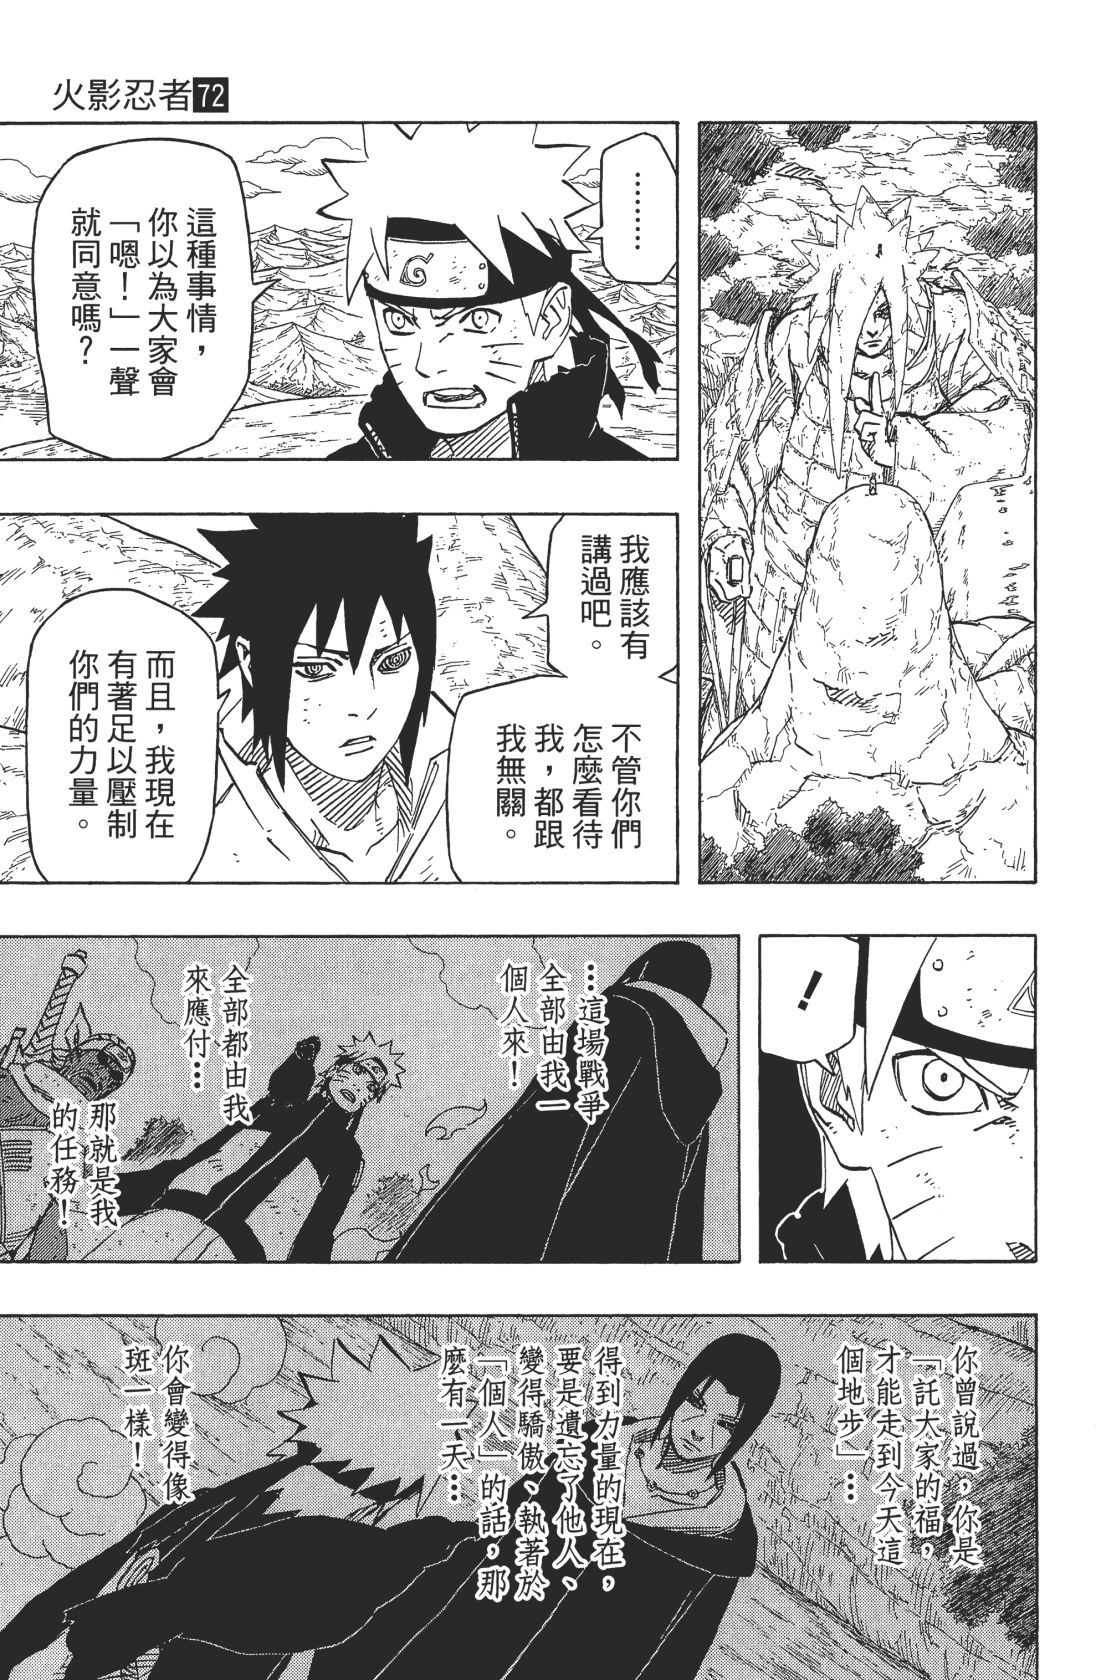 火影忍者72
………
這種事情，
你以為大家會
「嗯！」一聲
就同意嗎？
我應該有
講過吧。
不管你們
怎麼看待
我，都跟
我無關。
而且，我現在
有著足以壓制
你們的力量。
！
…這場戰爭
全部由我一
個人來！
全部都由我
來應付…
那就是我
的任務！
你曾說過，你是
「託大家的福，
才能走到今天這
個地步」…
得到力量的現在，
要是遺忘了他人、
變得驕傲、執著於
「個人」的話，那
麼有一天…
你會變得像
斑一樣！